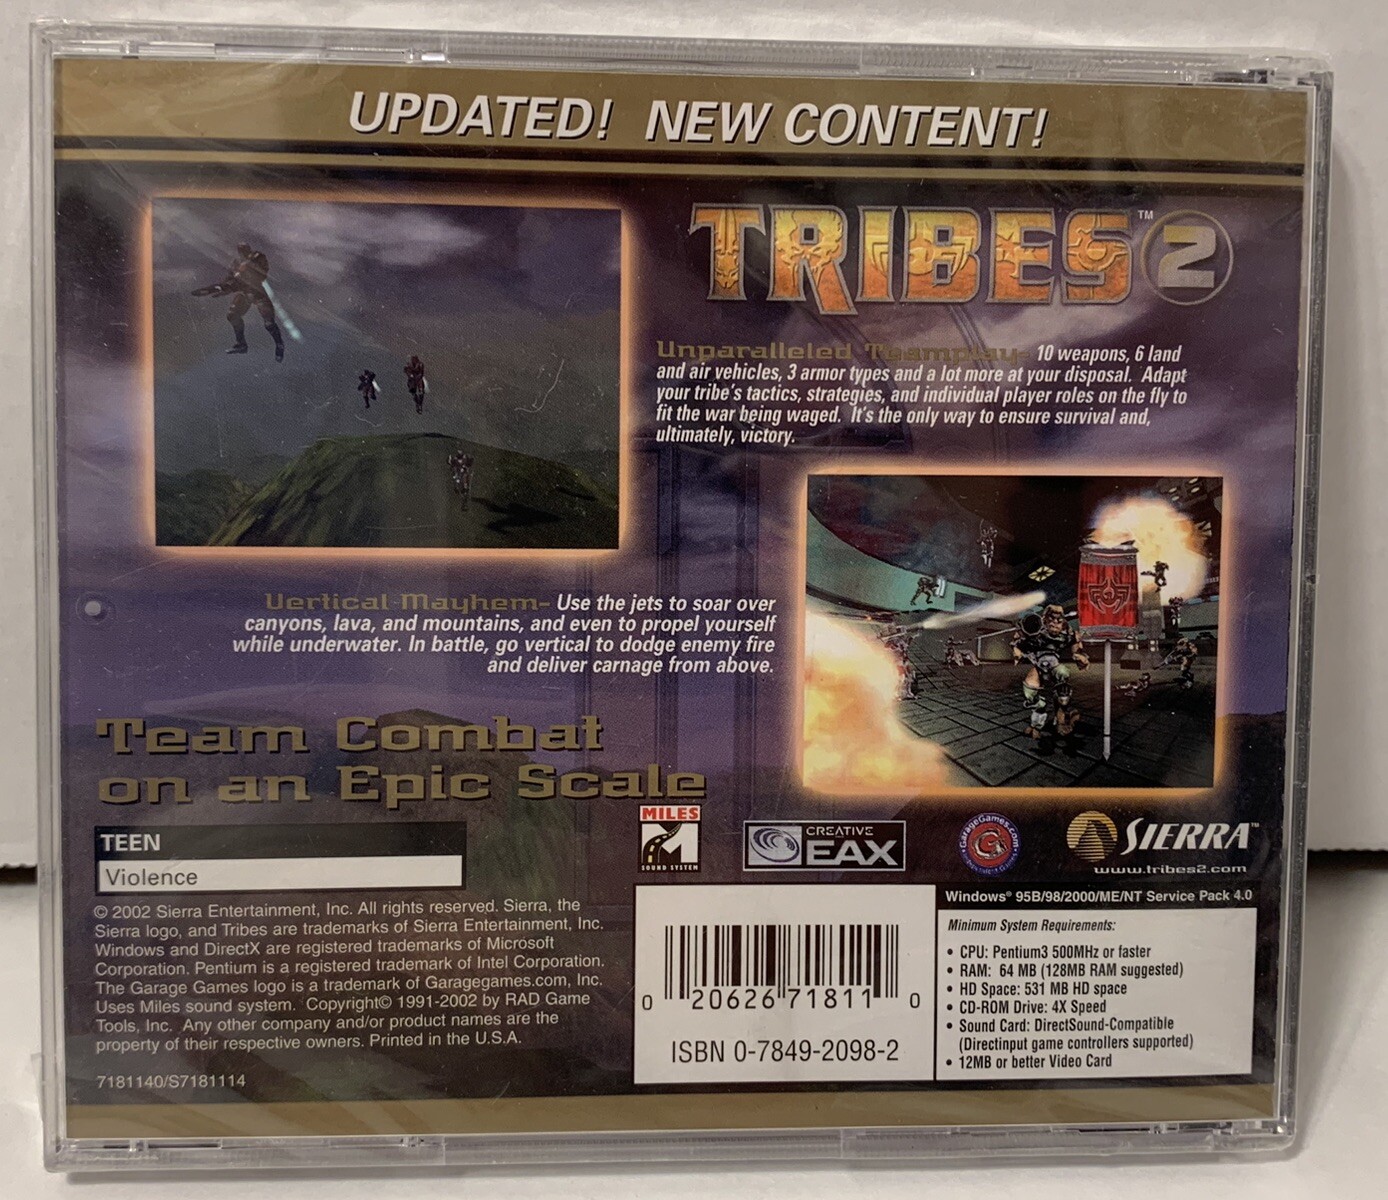 UPDATED! NEW CONTENT!
TRIBES™ 2
Unparalleled Teamplay- 10 weapons, 6 land
and air vehicles, 3 armor types and a lot more at your disposal. Adapt
your tribe's tactics, strategies, and individual player roles on the fly to
fit the war being waged. It's the only way to ensure survival and,
ultimately, victory.
Vertical Mayhem- Use the jets to soar over
canyons, lava, and mountains, and even to propel yourself
while underwater. In battle, go vertical to dodge enemy fire
and deliver carnage from above.
Team Combat
on an Epic Scale
MILES
SOUND SYSTEM
CREATIVE
EAX
GarageGames.com
SIERRA™
www.tribes2.com
TEEN
Violence
© 2002 Sierra Entertainment, Inc. All rights reserved. Sierra, the
Sierra logo, and Tribes are trademarks of Sierra Entertainment, Inc.
Windows and DirectX are registered trademarks of Microsoft
Corporation. Pentium is a registered trademark of Intel Corporation.
The Garage Games logo is a trademark of Garagegames.com, Inc.
Uses Miles sound system. Copyright© 1991-2002 by RAD Game
Tools, Inc. Any other company and/or product names are the
property of their respective owners. Printed in the U.S.A.
7181140/S7181114
0 20626 71811 0
ISBN 0-7849-2098-2
Windows® 95B/98/2000/ME/NT Service Pack 4.0
Minimum System Requirements:
• CPU: Pentium3 500MHz or faster
• RAM: 64 MB (128MB RAM suggested)
• HD Space: 531 MB HD space
• CD-ROM Drive: 4X Speed
• Sound Card: DirectSound-Compatible
(Directinput game controllers supported)
• 12MB or better Video Card